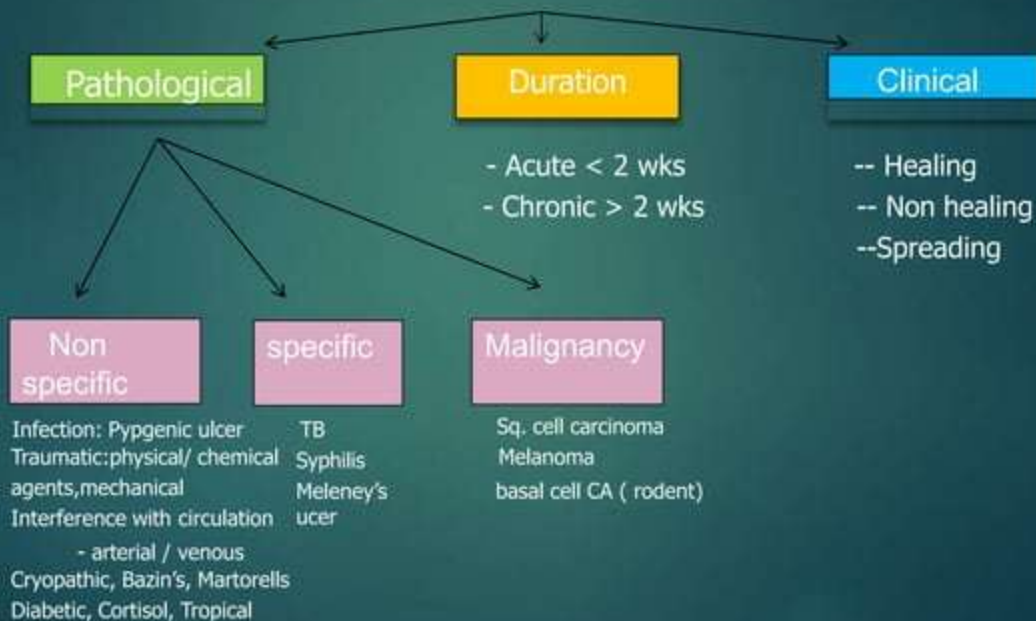 Pathological
Duration
Clinical
- Acute < 2 wks
- Chronic > 2 wks
-- Healing
-- Non healing
--Spreading
Non
specific
specific
Malignancy
Infection: Pypgenic ulcer
Traumatic:physical/ chemical
agents,mechanical
Interference with circulation
- arterial / venous
Cryopathic, Bazin's, Martorells
Diabetic, Cortisol, Tropical
TB
Syphilis
Meleney's
ucer
Sq. cell carcinoma
Melanoma
basal cell CA ( rodent)